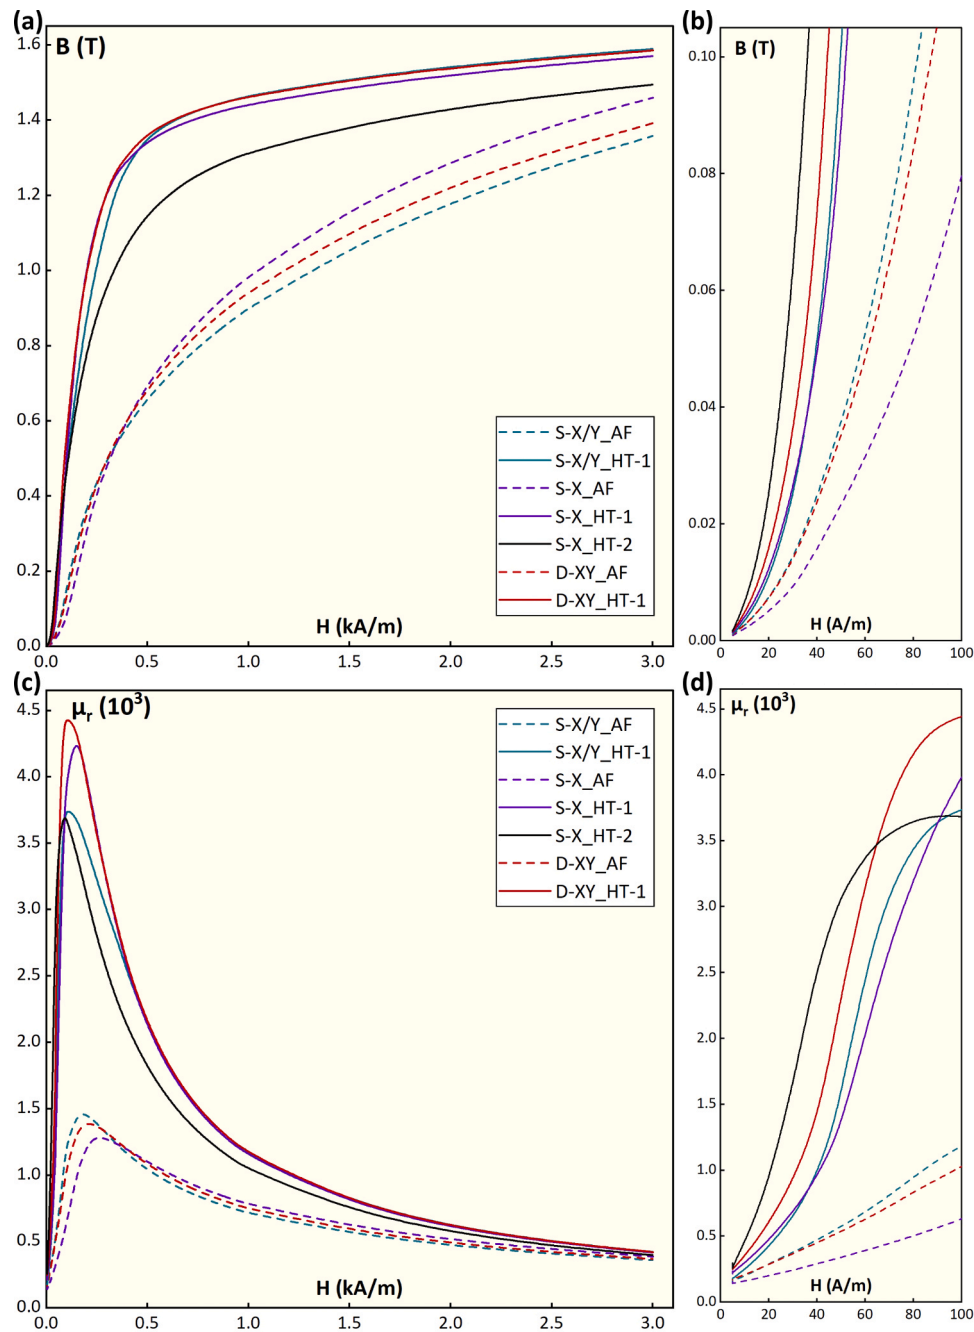 (a)
B (T)
1.6
1.4
1.2
1.0
0.8
0.6
0.4
0.2
0.0
S-X/Y_AF
S-X/Y_HT-1
S-X_AF
S-X_HT-1
S-X_HT-2
D-XY_AF
D-XY_HT-1
H (kA/m)
0.0 0.5 1.0 1.5 2.0 2.5 3.0
(b)
B (T)
0.10
0.08
0.06
0.04
0.02
0.00
H (A/m)
20 40 60 80 100
(c)
μr (10³)
4.5
4.0
3.5
3.0
2.5
2.0
1.5
1.0
0.5
0.0
S-X/Y_AF
S-X/Y_HT-1
S-X_AF
S-X_HT-1
S-X_HT-2
D-XY_AF
D-XY_HT-1
H (kA/m)
0.0 0.5 1.0 1.5 2.0 2.5 3.0
(d)
μr (10³)
4.5
4.0
3.5
3.0
2.5
2.0
1.5
1.0
0.5
0.0
H (A/m)
20 40 60 80 100